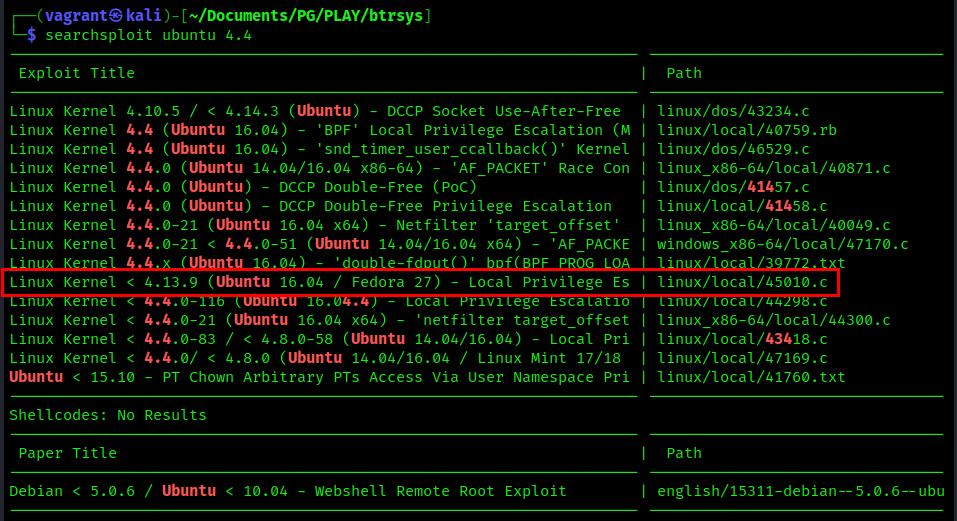 ┌──(vagrant㉿kali)-[~/Documents/PG/PLAY/btrsys]
└─$ searchsploit ubuntu 4.4
Exploit Title | Path
Linux Kernel 4.10.5 / < 4.14.3 (Ubuntu) - DCCP Socket Use-After-Free | linux/dos/43234.c
Linux Kernel 4.4 (Ubuntu 16.04) - 'BPF' Local Privilege Escalation (M | linux/local/40759.rb
Linux Kernel 4.4 (Ubuntu 16.04) - 'snd_timer_user_ccallback()' Kernel | linux/dos/46529.c
Linux Kernel 4.4.0 (Ubuntu 14.04/16.04 x86-64) - 'AF_PACKET' Race Con | linux_x86-64/local/40871.c
Linux Kernel 4.4.0 (Ubuntu) - DCCP Double-Free (PoC) | linux/dos/41457.c
Linux Kernel 4.4.0 (Ubuntu) - DCCP Double-Free Privilege Escalation | linux/local/41458.c
Linux Kernel 4.4.0-21 (Ubuntu 16.04 x64) - Netfilter 'target_offset' | linux_x86-64/local/40049.c
Linux Kernel 4.4.0-21 < 4.4.0-51 (Ubuntu 14.04/16.04 x64) - 'AF_PACKE | windows_x86-64/local/47170.c
Linux Kernel 4.4.x (Ubuntu 16.04) - 'double-fdput()' bpf(BPF_PROG_LOA | linux/local/39772.txt
Linux Kernel < 4.13.9 (Ubuntu 16.04 / Fedora 27) - Local Privilege Es | linux/local/45010.c
Linux Kernel < 4.4.0-116 (Ubuntu 16.04.4) - Local Privilege Escalatio | linux/local/44298.c
Linux Kernel < 4.4.0-21 (Ubuntu 16.04 x64) - 'netfilter target_offset | linux_x86-64/local/44300.c
Linux Kernel < 4.4.0-83 / < 4.8.0-58 (Ubuntu 14.04/16.04) - Local Pri | linux/local/43418.c
Linux Kernel < 4.4.0/ < 4.8.0 (Ubuntu 14.04/16.04 / Linux Mint 17/18 | linux/local/47169.c
Ubuntu < 15.10 - PT Chown Arbitrary PTs Access Via User Namespace Pri | linux/local/41760.txt
Shellcodes: No Results
Paper Title | Path
Debian < 5.0.6 / Ubuntu < 10.04 - Webshell Remote Root Exploit | english/15311-debian--5.0.6--ubu